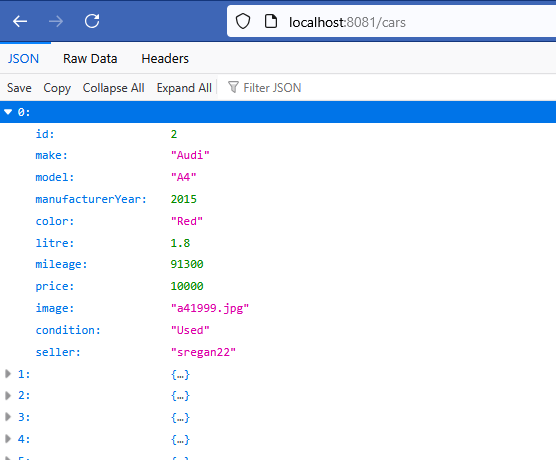 localhost:8081/cars
JSON Raw Data Headers
Save Copy Collapse All Expand All Filter JSON
0:
id: 2
make: "Audi"
model: "A4"
manufacturerYear: 2015
color: "Red"
litre: 1.8
mileage: 91300
price: 10000
image: "a41999.jpg"
condition: "Used"
seller: "sregan22"
1: {…}
2: {…}
3: {…}
4: {…}